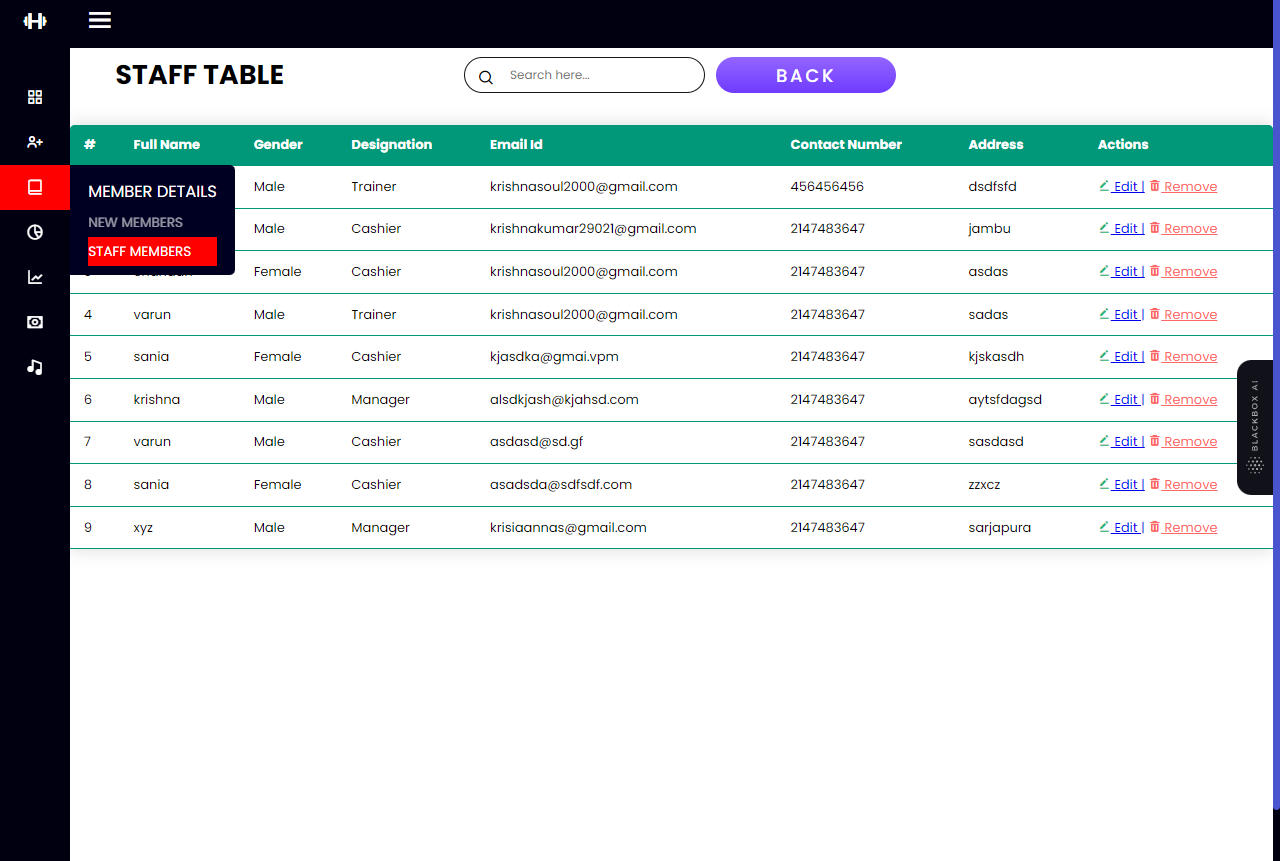 H
STAFF TABLE
Search here...
BACK
# Full Name Gender Designation Email Id Contact Number Address Actions
MEMBER DETAILS
NEW MEMBERS
STAFF MEMBERS
Male Trainer krishnasoul2000@gmail.com 456456456 dsdfsfd Edit | Remove
Male Cashier krishnakumar29021@gmail.com 2147483647 jambu Edit | Remove
Female Cashier krishnasoul2000@gmail.com 2147483647 asdas Edit | Remove
4 varun Male Trainer krishnasoul2000@gmail.com 2147483647 sadas Edit | Remove
5 sania Female Cashier kjasdka@gmai.vpm 2147483647 kjskasdh Edit | Remove
6 krishna Male Manager alsdkjash@kjahsd.com 2147483647 aytsfdagsd Edit | Remove
7 varun Male Cashier asdasd@sd.gf 2147483647 sasdasd Edit | Remove
8 sania Female Cashier asadsda@sdfsdf.com 2147483647 zzxcz Edit | Remove
9 xyz Male Manager krisiaannas@gmail.com 2147483647 sarjapura Edit | Remove
BLACKBOX AI